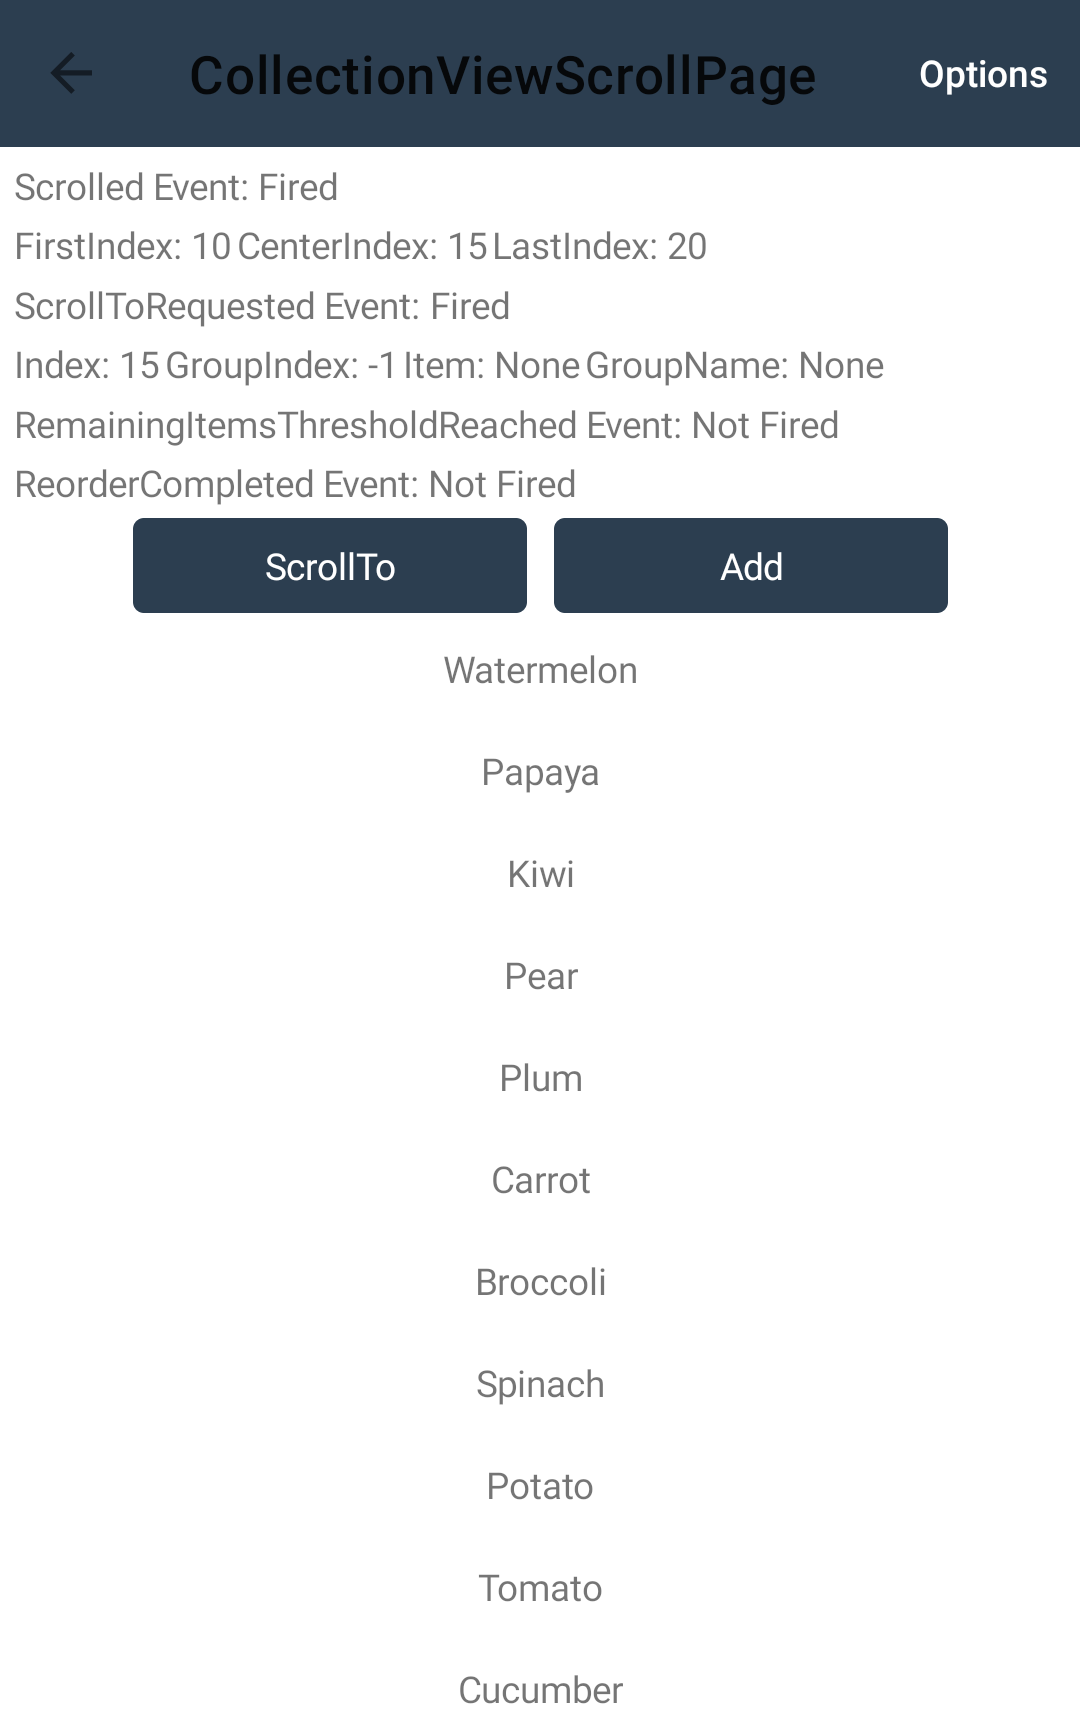 CollectionViewScrollPage Options
Scrolled Event: Fired
FirstIndex: 10 CenterIndex: 15 LastIndex: 20
ScrollToRequested Event: Fired
Index: 15 GroupIndex: -1 Item: None GroupName: None
RemainingItemsThresholdReached Event: Not Fired
ReorderCompleted Event: Not Fired
ScrollTo Add
Watermelon
Papaya
Kiwi
Pear
Plum
Carrot
Broccoli
Spinach
Potato
Tomato
Cucumber